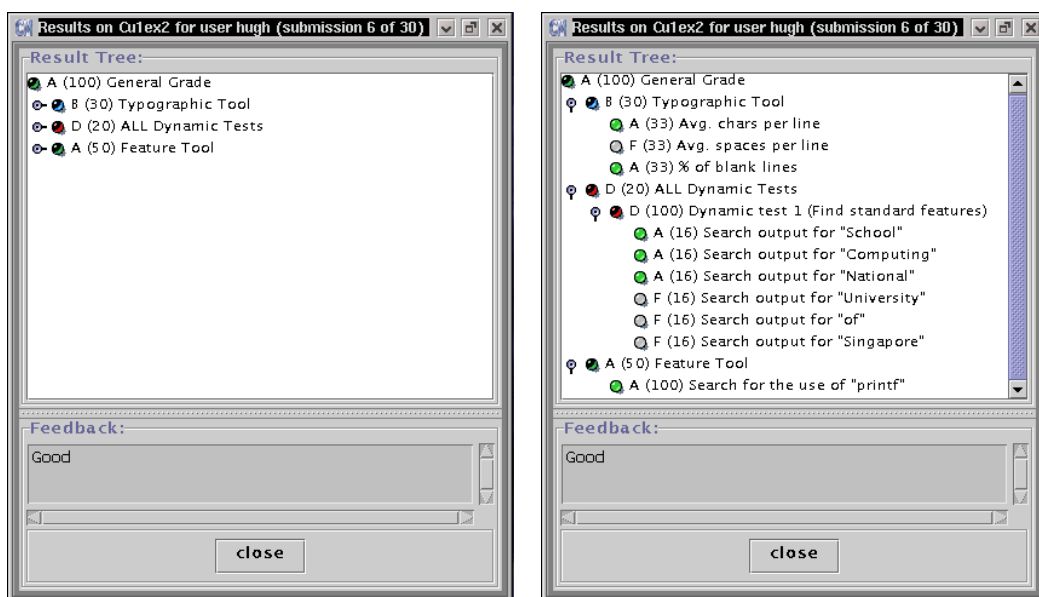 Results on Cu1ex2 for user hugh (submission 6 of 30)
Result Tree:
A (100) General Grade
B (30) Typographic Tool
D (20) ALL Dynamic Tests
A (50) Feature Tool
Feedback:
Good
close
Results on Cu1ex2 for user hugh (submission 6 of 30)
Result Tree:
A (100) General Grade
B (30) Typographic Tool
A (33) Avg. chars per line
F (33) Avg. spaces per line
A (33) % of blank lines
D (20) ALL Dynamic Tests
D (100) Dynamic test 1 (Find standard features)
A (16) Search output for "School"
A (16) Search output for "Computing"
A (16) Search output for "National"
F (16) Search output for "University"
F (16) Search output for "of"
F (16) Search output for "Singapore"
A (50) Feature Tool
A (100) Search for the use of "printf"
Feedback:
Good
close